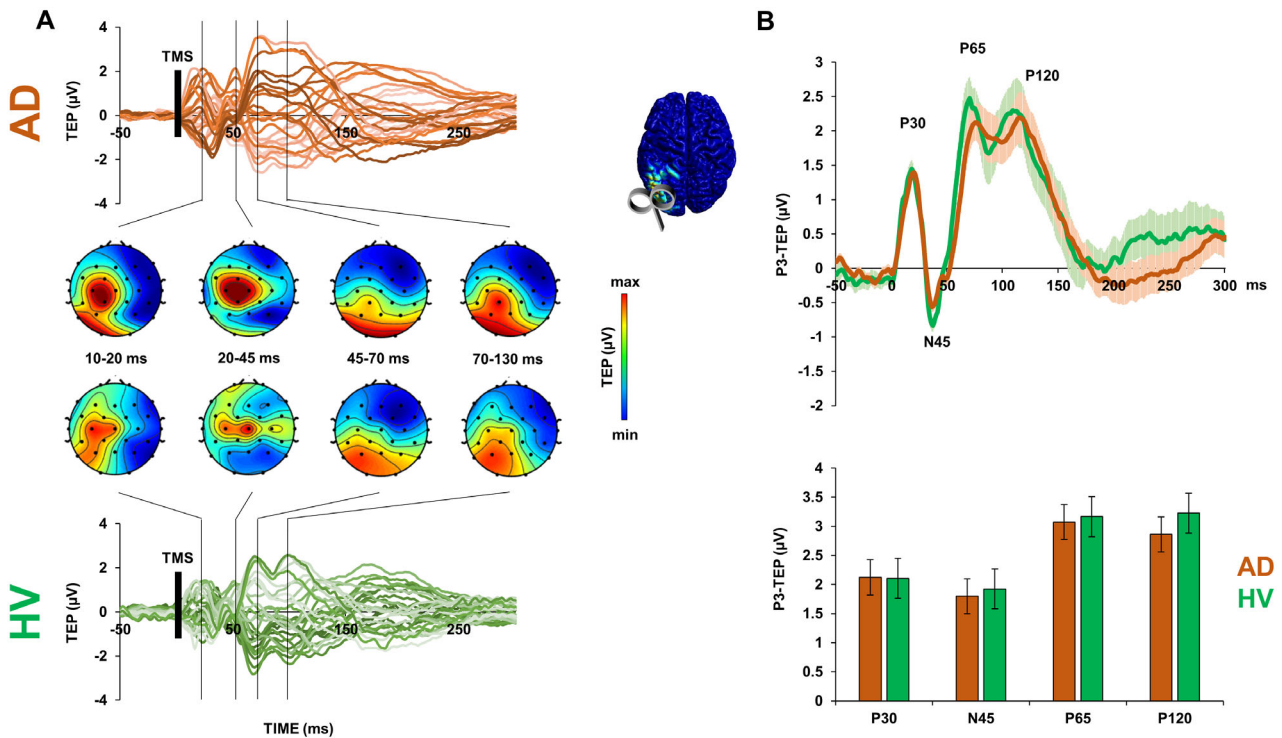 A
AD
TEP (µV)
4
2
0
-2
-4
-50
50
150
250
TMS
10-20 ms
20-45 ms
45-70 ms
70-130 ms
max
TEP (µV)
min
HV
TEP (µV)
4
2
0
-2
-4
-50
50
150
250
TMS
TIME (ms)
B
P3-TEP (µV)
3
2.5
2
1.5
1
0.5
0
-0.5
-1
-1.5
-2
-50
0
50
100
150
200
250
300
ms
P30
N45
P65
P120
P3-TEP (µV)
4
3.5
3
2.5
2
1.5
1
0.5
0
P30
N45
P65
P120
AD
HV